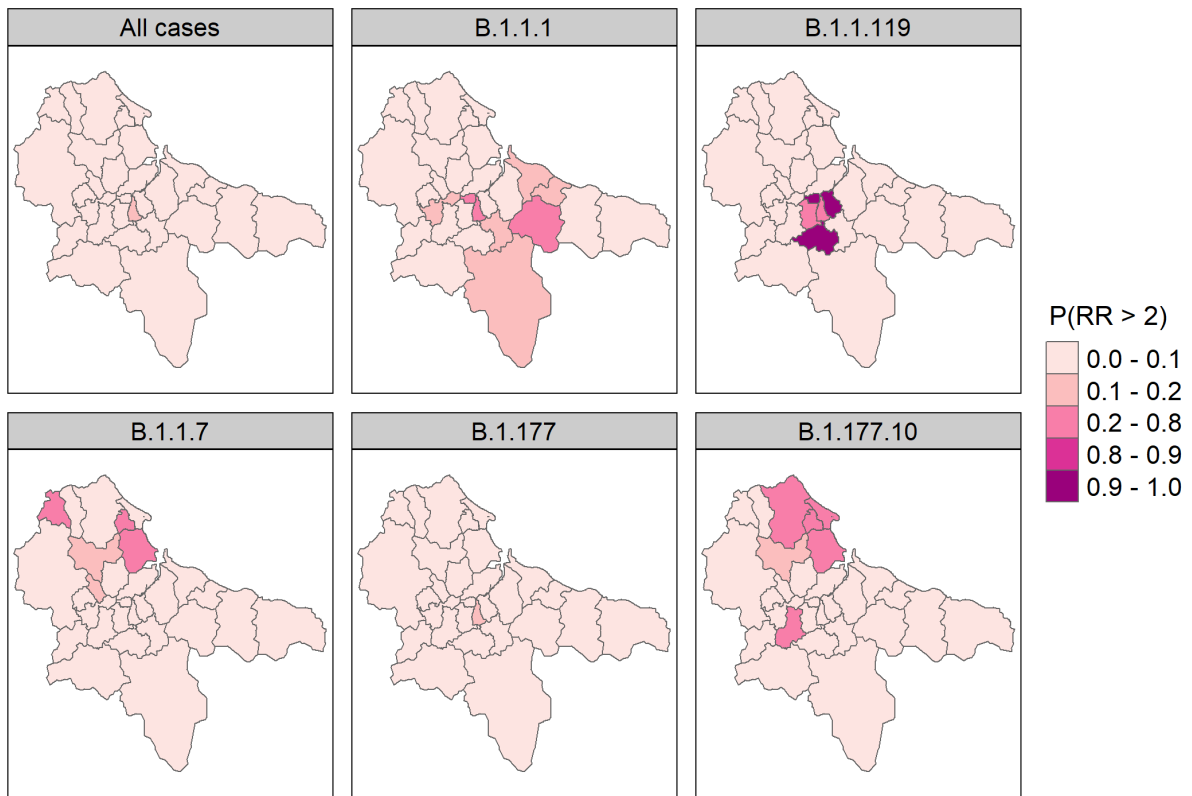 All cases
B.1.1.1
B.1.1.119
B.1.1.7
B.1.177
B.1.177.10
P(RR > 2)
0.0 - 0.1
0.1 - 0.2
0.2 - 0.8
0.8 - 0.9
0.9 - 1.0